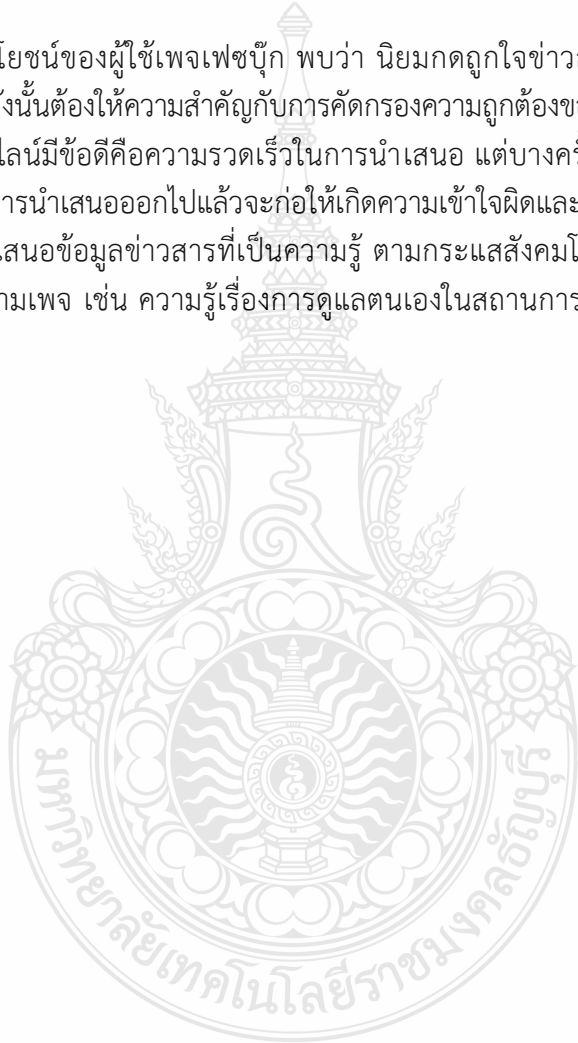 โยชน์ของผู้ใช้เพจเฟซบุ๊ก พบว่า นิยมกดถูกใจข่าว
ังนั้นต้องให้ความสำคัญกับการคัดกรองความถูกต้องข
ไลน์มีข้อดีคือความรวดเร็วในการนำเสนอ แต่บางคร
ารนำเสนอออกไปแล้วจะก่อให้เกิดความเข้าใจผิดและ
เสนอข้อมูลข่าวสารที่เป็นความรู้ ตามกระแสสังคมโ
ามเพจ เช่น ความรู้เรื่องการดูแลตนเองในสถานการ
มหาวิทยาลัยเทคโนโลยีราชมงคลธัญบุรี